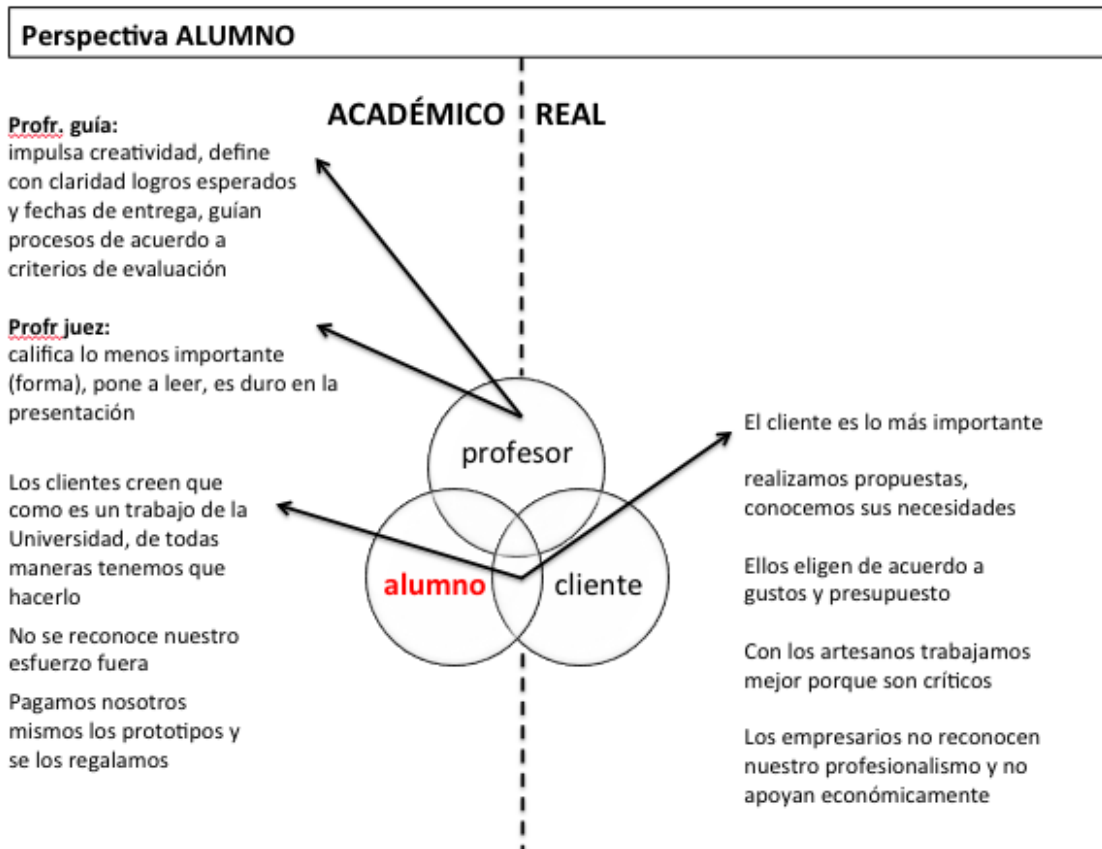 Perspectiva ALUMNO
ACADÉMICO REAL
Profr. guía:
impulsa creatividad, define
con claridad logros esperados
y fechas de entrega, guían
procesos de acuerdo a
criterios de evaluación
Profr juez:
califica lo menos importante
(forma), pone a leer, es duro en la
presentación
Los clientes creen que
como es un trabajo de la
Universidad, de todas
maneras tenemos que
hacerlo
No se reconoce nuestro
esfuerzo fuera
Pagamos nosotros
mismos los prototipos y
se los regalamos
profesor
alumno
cliente
El cliente es lo más importante
realizamos propuestas,
conocemos sus necesidades
Ellos eligen de acuerdo a
gustos y presupuesto
Con los artesanos trabajamos
mejor porque son críticos
Los empresarios no reconocen
nuestro profesionalismo y no
apoyan económicamente